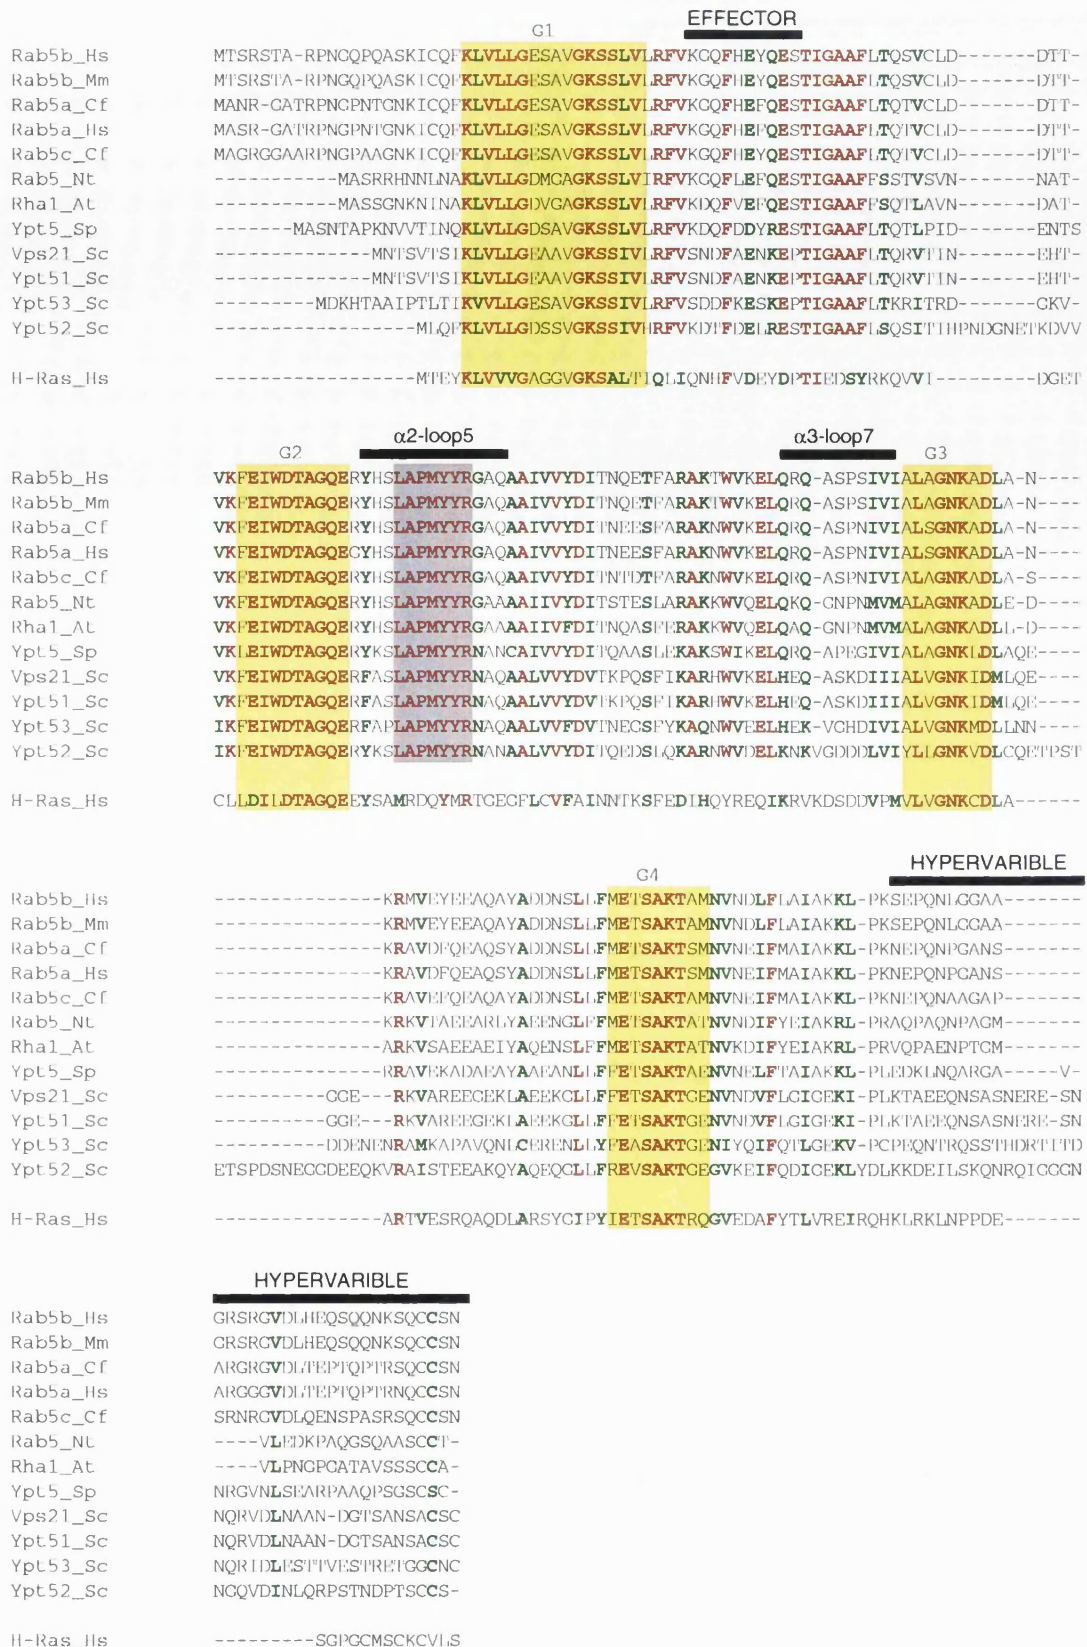 G1 EFFECTOR
Rab5b_Hs MTSRSTA-RPNGQPQASKICQFKLVLLGESAVGKSSLVLRFVKGQFHEYQESTIGAAFLTQSVCLD-------DTT-
Rab5b_Mm MTSRSTA-RPNGQPQASKICQFKLVLLGESAVGKSSLVLRFVKGQFHEYQESTIGAAFLTQSVCLD-------DTT-
Rab5a_Cf MANR-GATRPNGPNTGNKICQFKLVLLGESAVGKSSLVLRFVKGQFHEFQESTIGAAFLTQTVCLD-------DTT-
Rab5a_Hs MASR-GATRPNGPNTGNKICQFKLVLLGESAVGKSSLVLRFVKGQFHEFQESTIGAAFLTQTVCLD-------DTT-
Rab5c_Cf MAGRGGAARPNGPAAGNKICQFKLVLLGESAVGKSSLVLRFVKGQFHEYQESTIGAAFLTQTVCLD-------DTT-
Rab5_Nt -----------MASRRHNNLNAKLVLLGDMGAGKSSLVIRFVKGQFLEFQESTIGAAFFSSTVSVN-------NAT-
Rha1_At -----------MASSGNKNINAKLVLLGDVGAGKSSLVLRFVKDQFVEFQESTIGAAFFSQTLAVN-------DAT-
Ypt5_Sp -------MASNTAPKNVVTINQKLVLLGDSAVGKSSLVLRFVKDQFDDYRESTIGAAFLTQTLPID-------ENTS
Vps21_Sc --------------MNTSVTSIKLVLLGEAAVGKSSIVLRFVSNDFAENKEPTIGAAFLTQRVTIN-------EHT-
Ypt51_Sc --------------MNTSVTSIKLVLLGEAAVGKSSIVLRFVSNDFAENKEPTIGAAFLTQRVTIN-------EHT-
Ypt53_Sc ---------MDKHTAAIPTLTIKVVLLGESAVGKSSIVLRFVSDDFKESKEPTIGAAFLTKRITRD-------GKV-
Ypt52_Sc ------------------MLQFKLVLLGDSSVGKSSIVHRFVKDTFDELRESTIGAAFLSQSITIHPNDGNETKDVV
H-Ras_Hs ------------------MTEYKLVVVGAGGVGKSALTIQLIQNHFVDEYDPTIEDSYRKQVVI---------DGET
G2 α2-loop5 α3-loop7 G3
Rab5b_Hs VKFEIWDTAGQERYHSLAPMYYRGAQAAIVVYDITNQETFARAKTWVKELQRQ-ASPSIVIALAGNKADLA-N----
Rab5b_Mm VKFEIWDTAGQERYHSLAPMYYRGAQAAIVVYDITNQETFARAKTWVKELQRQ-ASPSIVIALAGNKADLA-N----
Rab5a_Cf VKFEIWDTAGQERYHSLAPMYYRGAQAAIVVYDITNEESFARAKNWVKELQRQ-ASPNIVIALSGNKADLA-N----
Rab5a_Hs VKFEIWDTAGQEGYHSLAPMYYRGAQAAIVVYDITNEESFARAKNWVKELQRQ-ASPNIVIALSGNKADLA-N----
Rab5c_Cf VKFEIWDTAGQERYHSLAPMYYRGAQAAIVVYDITNTDTFARAKNWVKELQRQ-ASPNIVIALAGNKADLA-S----
Rab5_Nt VKFEIWDTAGQERYHSLAPMYYRGAAAAIIVYDITSTESLARAKKWVQELQKQ-GNPNMVMALAGNKADLE-D----
Rha1_At VKFEIWDTAGQERYHSLAPMYYRGAAAAIIVFDITNQASFERAKKWVQELQAQ-GNPNMVMALAGNKADLL-D----
Ypt5_Sp VKLEIWDTAGQERYKSLAPMYYRNANCAIVVYDITQAASLEKAKSWIKELQRQ-APEGIVIALAGNKLDLAQE----
Vps21_Sc VKFEIWDTAGQERFASLAPMYYRNAQAALVVYDVTKPQSFIKARHWVKELHEQ-ASKDIIIALVGNKIDMLQE----
Ypt51_Sc VKFEIWDTAGQERFASLAPMYYRNAQAALVVYDVTKPQSFIKARHWVKELHEQ-ASKDIIIALVGNKIDMLQE----
Ypt53_Sc IKFEIWDTAGQERFAPLAPMYYRNAQAALVVFDVTNEGSFYKAQNWVEELHEK-VGHDIVIALVGNKMDLLNN----
Ypt52_Sc IKFEIWDTAGQERYKSLAPMYYRNANAALVVYDITQEDSLQKARNWVDELKNKVGDDDLVIYLLGNKVDLCQETPST
H-Ras_Hs CLLDILDTAGQEEYSAMRDQYMRTGEGFLCVFAINNTKSFEDIHQYREQIKRVKDSDDVPMVLVGNKCDLA------
G4 HYPERVARIBLE
Rab5b_Hs ---------------KRMVEYEEAQAYADDNSLLFMETSAKTAMNVNDLFLAIAKKL-PKSEPQNLGGAA-------
Rab5b_Mm ---------------KRMVEYEEAQAYADDNSLLFMETSAKTAMNVNDLFLAIAKKL-PKSEPQNLGGAA-------
Rab5a_Cf ---------------KRAVDFQEAQSYADDNSLLFMETSAKTSMNVNEIFMAIAKKL-PKNEPQNPGANS-------
Rab5a_Hs ---------------KRAVDFQEAQSYADDNSLLFMETSAKTSMNVNEIFMAIAKKL-PKNEPQNPGANS-------
Rab5c_Cf ---------------KRAVEFQEAQAYADDNSLLFMETSAKTAMNVNEIFMAIAKKL-PKNEPQNAAGAP-------
Rab5_Nt ---------------KRKVTAEEARLYAEENGLFFMETSAKTATNVNDIFYEIAKRL-PRAQPAQNPAGM-------
Rha1_At ---------------ARKVSAEEAEIYAQENSLFFMETSAKTATNVKDIFYEIAKRL-PRVQPAENPTGM-------
Ypt5_Sp ---------------RRAVEKADAEAYAAEANLLFFETSAKTAENVNELFTAIAKKL-PLEDKLNQARGA-----V-
Vps21_Sc ----------GGE--RKVAREEGEKLAEEKGLLFFETSAKTGENVNDVFLGIGEKI-PLKTAEEQNSASNERE-SN
Ypt51_Sc ----------GGE--RKVAREEGEKLAEEKGLLFFETSAKTGENVNDVFLGIGEKI-PLKTAEEQNSASNERE-SN
Ypt53_Sc ----------DDENENRAMKAPAVQNLCERENLLYFEASAKTGENIYQIFQTLGEKV-PCPEQNTRQSSTHDRTITD
Ypt52_Sc ETSPDSNEGGDEEQKVRAISTEEAKQYAQEQGLLFREVSAKTGEGVKEIFQDIGEKLYDLKKDEILSKQNRQIGGGN
H-Ras_Hs ---------------ARTVESRQAQDLARSYGIPYIETSAKTRQGVEDAFYTLVREIRQHKLRKLNPPDE-------
HYPERVARIBLE
Rab5b_Hs GRSRGVDLHEQSQQNKSQCCSN
Rab5b_Mm GRSRGVDLHEQSQQNKSQCCSN
Rab5a_Cf ARGRGVDLTEPTQPTRSQCCSN
Rab5a_Hs ARGGGVDLTEPTQPTRNQCCSN
Rab5c_Cf SRNRGVDLQENSPASRSQCCSN
Rab5_Nt ----VLEDKPAQGSQAASCCT-
Rha1_At ----VLPNGPGATAVSSSCCA-
Ypt5_Sp NRGVNLSEARPAAQPSGSCSC-
Vps21_Sc NQRVDLNAAN-DGTSANSACSC
Ypt51_Sc NQRVDLNAAN-DGTSANSACSC
Ypt53_Sc NQRIDLESTTVESTRETGGCNC
Ypt52_Sc NGQVDINLQRPSTNDPTSCCS-
H-Ras_Hs ---------SGPGCMSCKCVLS